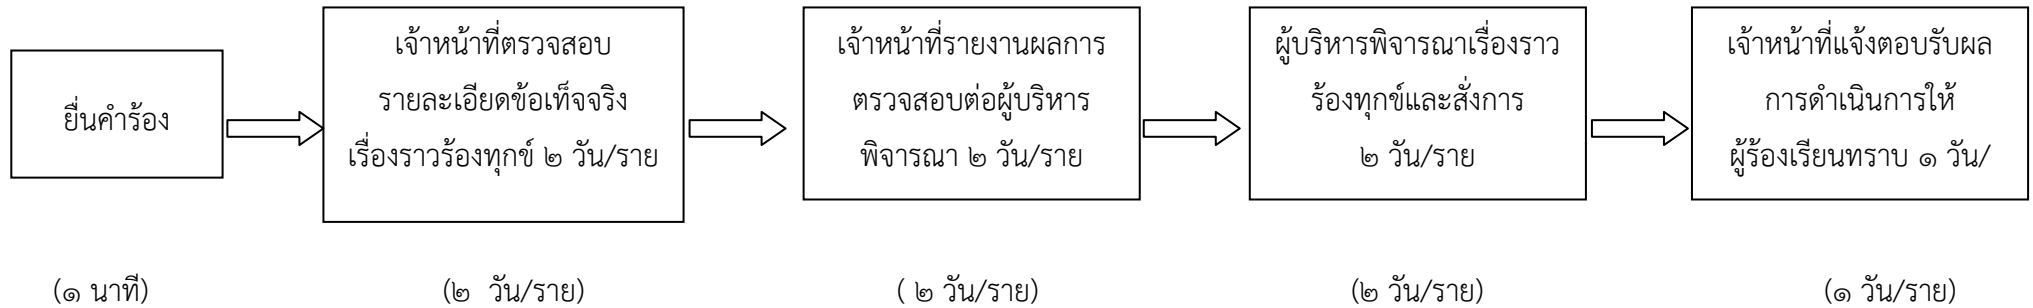 ยื่นคำร้อง
เจ้าหน้าที่ตรวจสอบ
รายละเอียดข้อเท็จจริง
เรื่องราวร้องทุกข์ ๒ วัน/ราย
เจ้าหน้าที่รายงานผลการ
ตรวจสอบต่อผู้บริหาร
พิจารณา ๒ วัน/ราย
ผู้บริหารพิจารณาเรื่องราว
ร้องทุกข์และสั่งการ
๒ วัน/ราย
เจ้าหน้าที่แจ้งตอบรับผล
การดำเนินการให้
ผู้ร้องเรียนทราบ ๑ วัน/
(๑ นาที)
(๒ วัน/ราย)
( ๒ วัน/ราย)
(๒ วัน/ราย)
(๑ วัน/ราย)